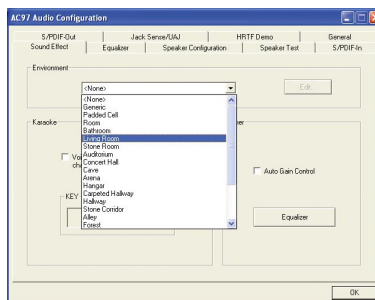 AC97 Audio Configuration
S/PDIF-Out
Jack Sense/UAJ
HRTF Demo
General
Sound Effect
Equalizer
Speaker Configuration
Speaker Test
S/PDIF-In
Environment
<None>
Edit
<None>
Generic
Padded Cell
Room
Bathroom
Living Room
Stone Room
Auditorium
Concert Hall
Cave
Arena
Hangar
Carpeted Hallway
Hallway
Stone Corridor
Alley
Forest
Karaoke
KEY
Auto Gain Control
Equalizer
OK